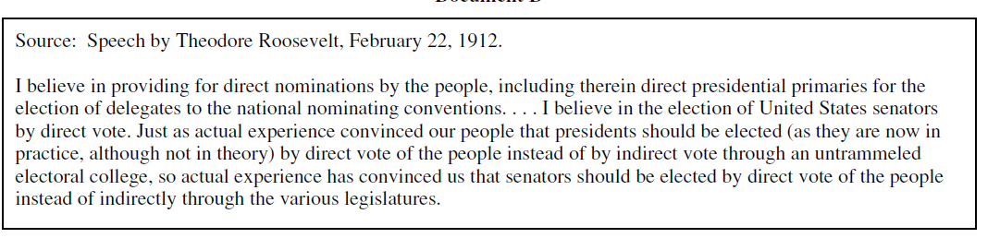 Source:  Speech by Theodore Roosevelt, February 22, 1912.
I believe in providing for direct nominations by the people, including therein direct presidential primaries for the
election of delegates to the national nominating conventions. . . . I believe in the election of United States senators
by direct vote. Just as actual experience convinced our people that presidents should be elected (as they are now in
practice, although not in theory) by direct vote of the people instead of by indirect vote through an untrammeled
electoral college, so actual experience has convinced us that senators should be elected by direct vote of the people
instead of indirectly through the various legislatures.